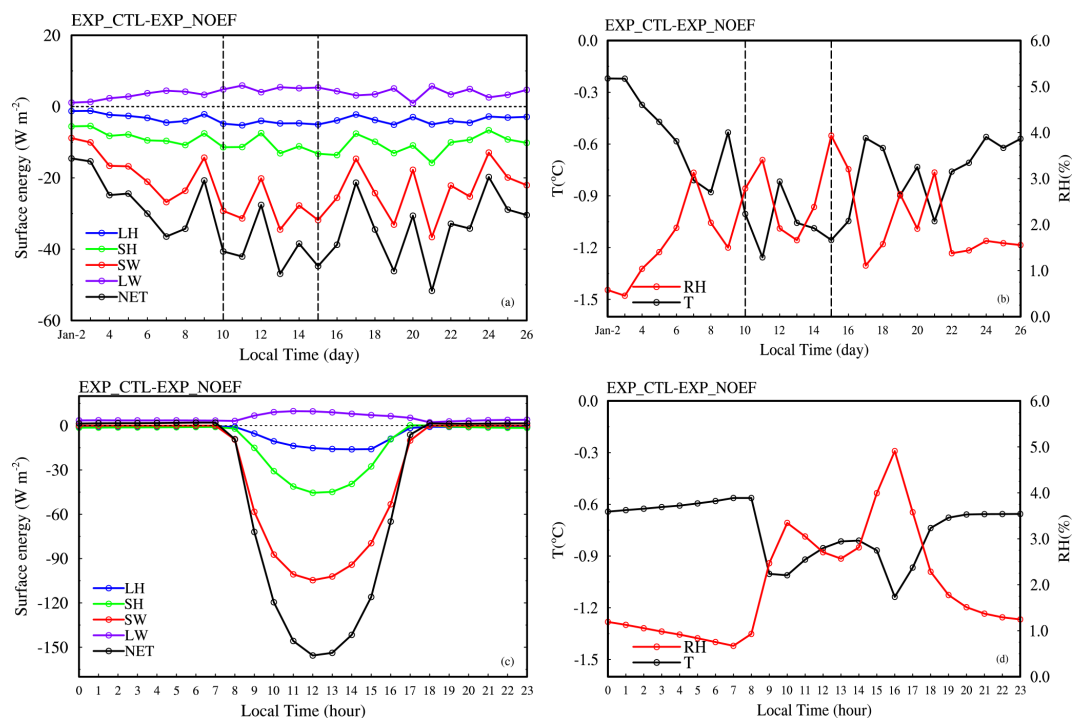 EXP_CTL-EXP_NOEF
20
0
-20
-40
-60
Surface energy (W m-2)
LH
SH
SW
LW
NET
(a)
Jan-2 4 6 8 10 12 14 16 18 20 22 24 26
Local Time (day)
EXP_CTL-EXP_NOEF
0.0
-0.3
-0.6
-0.9
-1.2
-1.5
T(°C)
6.0
5.0
4.0
3.0
2.0
1.0
0.0
RH(%)
RH
T
(b)
Jan-2 4 6 8 10 12 14 16 18 20 22 24 26
Local Time (day)
EXP_CTL-EXP_NOEF
0
-30
-60
-90
-120
-150
Surface energy (W m-2)
LH
SH
SW
LW
NET
(c)
0 1 2 3 4 5 6 7 8 9 10 11 12 13 14 15 16 17 18 19 20 21 22 23
Local Time (hour)
EXP_CTL-EXP_NOEF
0.0
-0.3
-0.6
-0.9
-1.2
-1.5
T(°C)
6.0
5.0
4.0
3.0
2.0
1.0
0.0
RH(%)
RH
T
(d)
0 1 2 3 4 5 6 7 8 9 10 11 12 13 14 15 16 17 18 19 20 21 22 23
Local Time (hour)